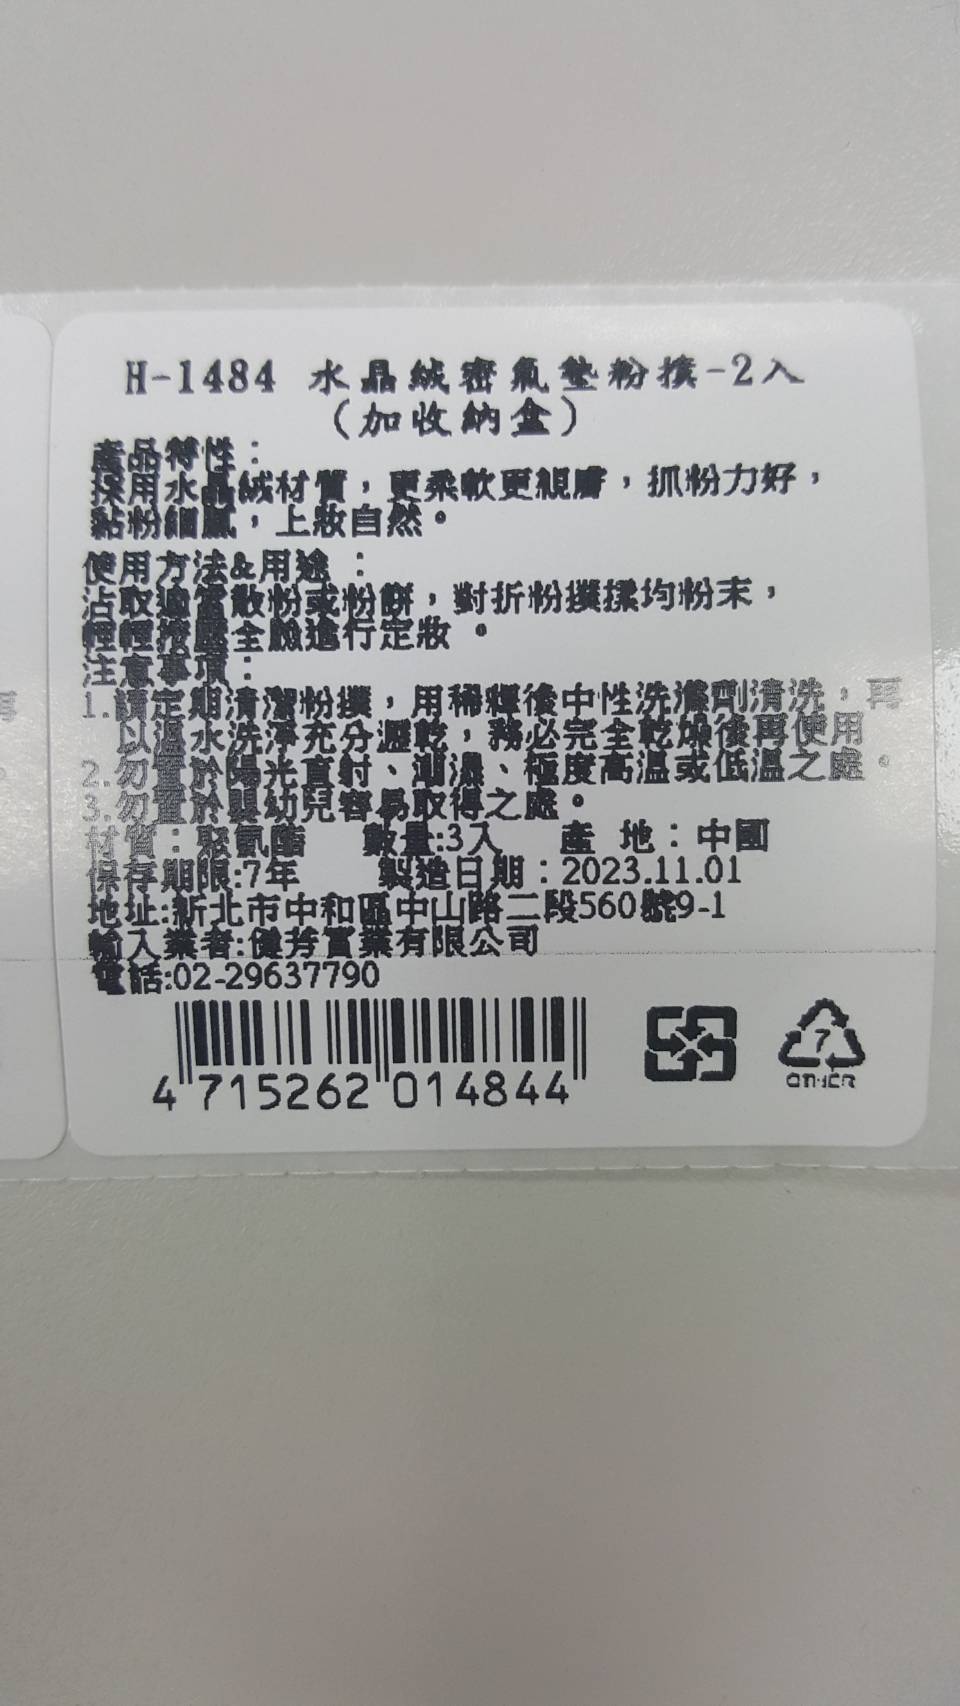 H-1484 水晶絨密氣墊粉撲-2入
(加收納盒)
產品特性：
採用水晶絨材質，更柔軟更親膚，抓粉力好，
黏粉細膩，上妝自然。
使用方法&用途：
沾取適當散粉或粉餅，對折粉撲揉均粉末，
輕輕按壓全臉進行定妝。
注意事項：
1.請定期清潔粉撲，用稀釋後中性洗滌劑清洗，再
以溫水洗淨充分瀝乾，務必完全乾燥後再使用。
2.勿置於陽光直射、潮濕、極度高溫或低溫之處。
3.勿置於嬰幼兒容易取得之處。
材質：聚氨酯 數量:3入 產 地：中國
保存期限:7年 製造日期：2023.11.01
地址:新北市中和區中山路二段560號9-1
輸入業者:健芳實業有限公司
電話:02-29637790
4 715262 014844
7
OTHER
再